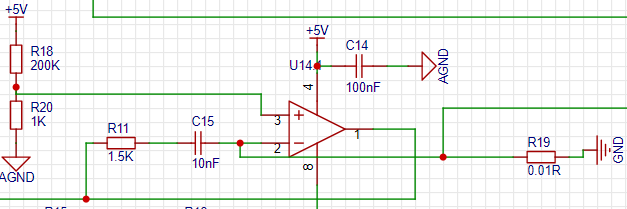 +5V
R18
200K
R20
1K
AGND
R11
1.5K
C15
10nF
+5V
U14.1
C14
100nF
AGND
4
3
2
1
8
+
−
R19
0.01R
GND